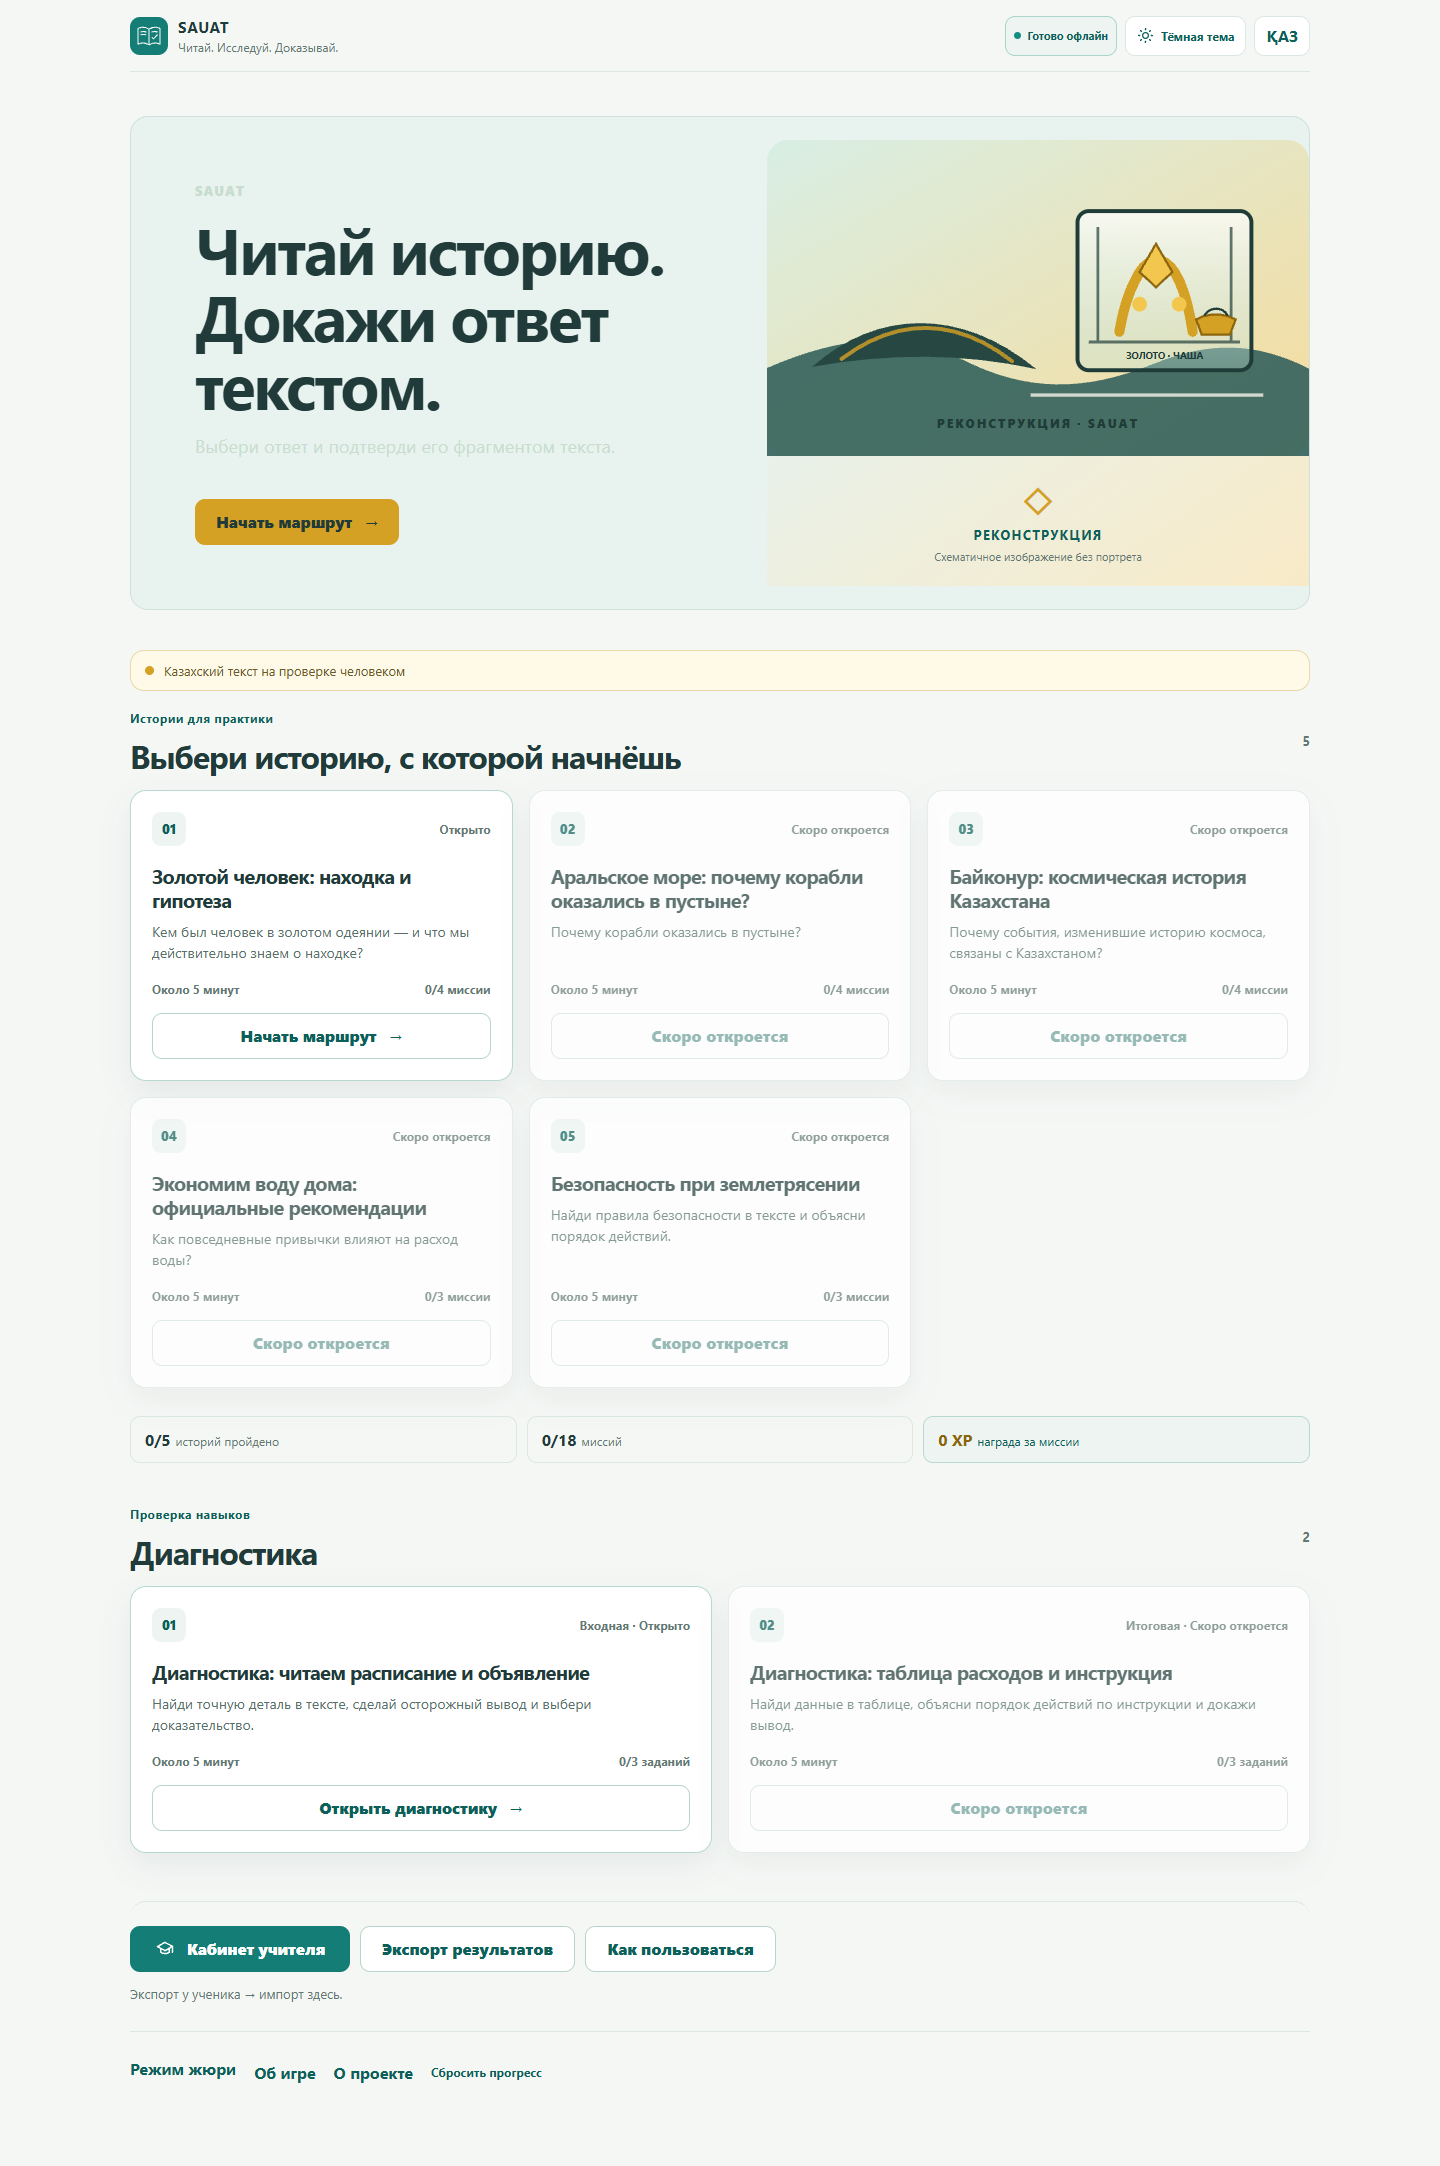 SAUAT
Читай. Исследуй. Доказывай.
Готово офлайн
Тёмная тема
ҚАЗ
SAUAT
Читай историю.
Докажи ответ
текстом.
Выбери ответ и подтверди его фрагментом текста.
Начать маршрут →
ЗОЛОТО · ЧАША
РЕКОНСТРУКЦИЯ · SAUAT
РЕКОНСТРУКЦИЯ
Схематичное изображение без портрета
Казахский текст на проверке человеком
Истории для практики
Выбери историю, с которой начнёшь
5
01
Открыто
Золотой человек: находка и
гипотеза
Кем был человек в золотом одеянии — и что мы
действительно знаем о находке?
Около 5 минут
0/4 миссии
Начать маршрут →
02
Скоро откроется
Аральское море: почему корабли
оказались в пустыне?
Почему корабли оказались в пустыне?
Около 5 минут
0/4 миссии
Скоро откроется
03
Скоро откроется
Байконур: космическая история
Казахстана
Почему события, изменившие историю космоса,
связаны с Казахстаном?
Около 5 минут
0/4 миссии
Скоро откроется
04
Скоро откроется
Экономим воду дома:
официальные рекомендации
Как повседневные привычки влияют на расход
воды?
Около 5 минут
0/3 миссии
Скоро откроется
05
Скоро откроется
Безопасность при землетрясении
Найди правила безопасности в тексте и объясни
порядок действий.
Около 5 минут
0/3 миссии
Скоро откроется
0/5 историй пройдено
0/18 миссий
0 XP награда за миссии
Проверка навыков
Диагностика
2
01
Входная · Открыто
Диагностика: читаем расписание и объявление
Найди точную деталь в тексте, сделай осторожный вывод и выбери
доказательство.
Около 5 минут
0/3 заданий
Открыть диагностику →
02
Итоговая · Скоро откроется
Диагностика: таблица расходов и инструкция
Найди данные в таблице, объясни порядок действий по инструкции и докажи
вывод.
Около 5 минут
0/3 заданий
Скоро откроется
Кабинет учителя
Экспорт результатов
Как пользоваться
Экспорт у ученика → импорт здесь.
Режим жюри
Об игре
О проекте
Сбросить прогресс